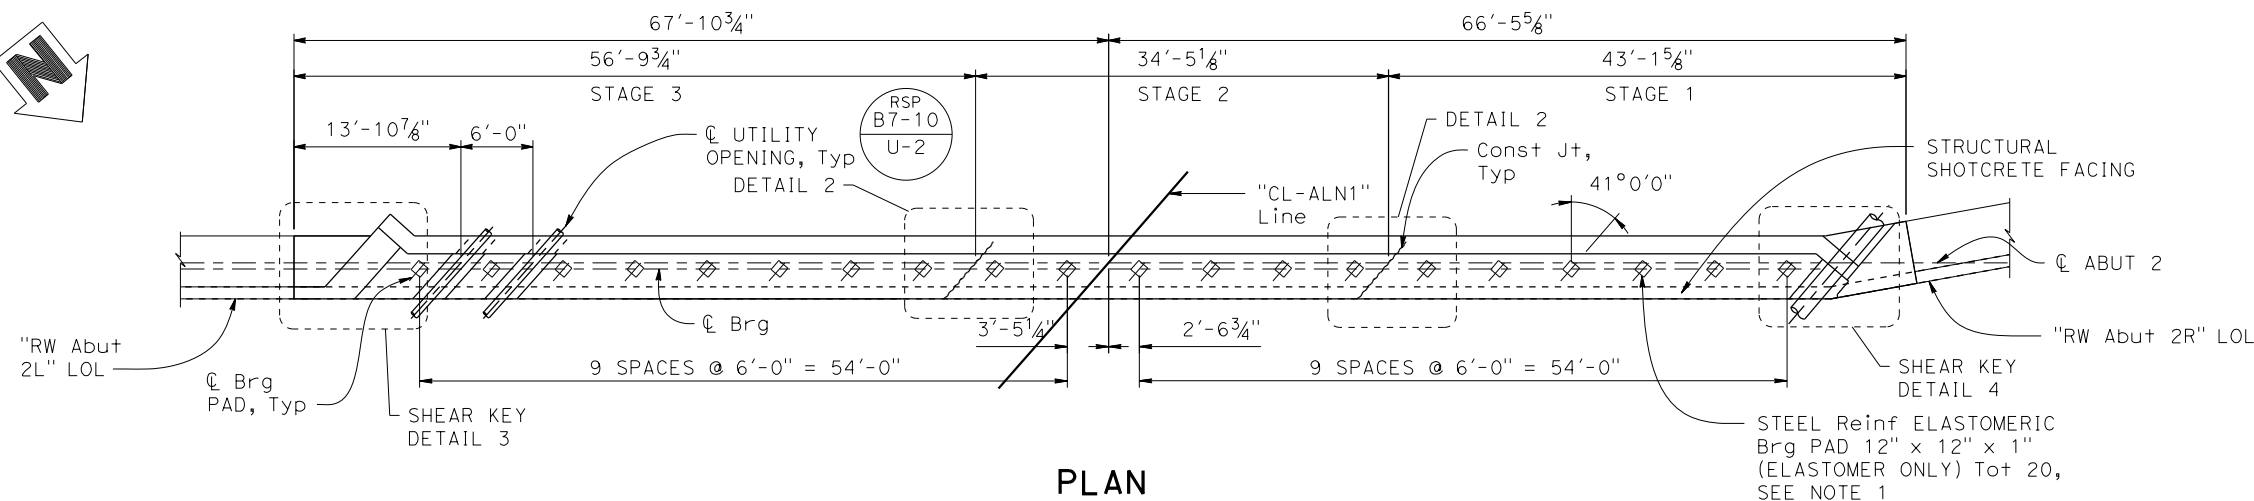 67'-10¾"
66'-5⅝"
56'-9¾"
34'-5⅛"
43'-1⅝"
STAGE 3
STAGE 2
STAGE 1
N
RSP
B7-10
U-2
13'-10⅞"
6'-0"
℄ UTILITY
OPENING, Typ
DETAIL 2
DETAIL 2
Const Jt,
Typ
41°0'0"
STRUCTURAL
SHOTCRETE FACING
"CL-ALN1"
Line
℄ ABUT 2
℄ Brg
3'-5¼"
2'-6¾"
"RW Abut
2L" LOL
"RW Abut 2R" LOL
9 SPACES @ 6'-0" = 54'-0"
9 SPACES @ 6'-0" = 54'-0"
℄ Brg
PAD, Typ
SHEAR KEY
DETAIL 3
SHEAR KEY
DETAIL 4
STEEL Reinf ELASTOMERIC
Brg PAD 12" x 12" x 1"
(ELASTOMER ONLY) Tot 20,
SEE NOTE 1
PLAN